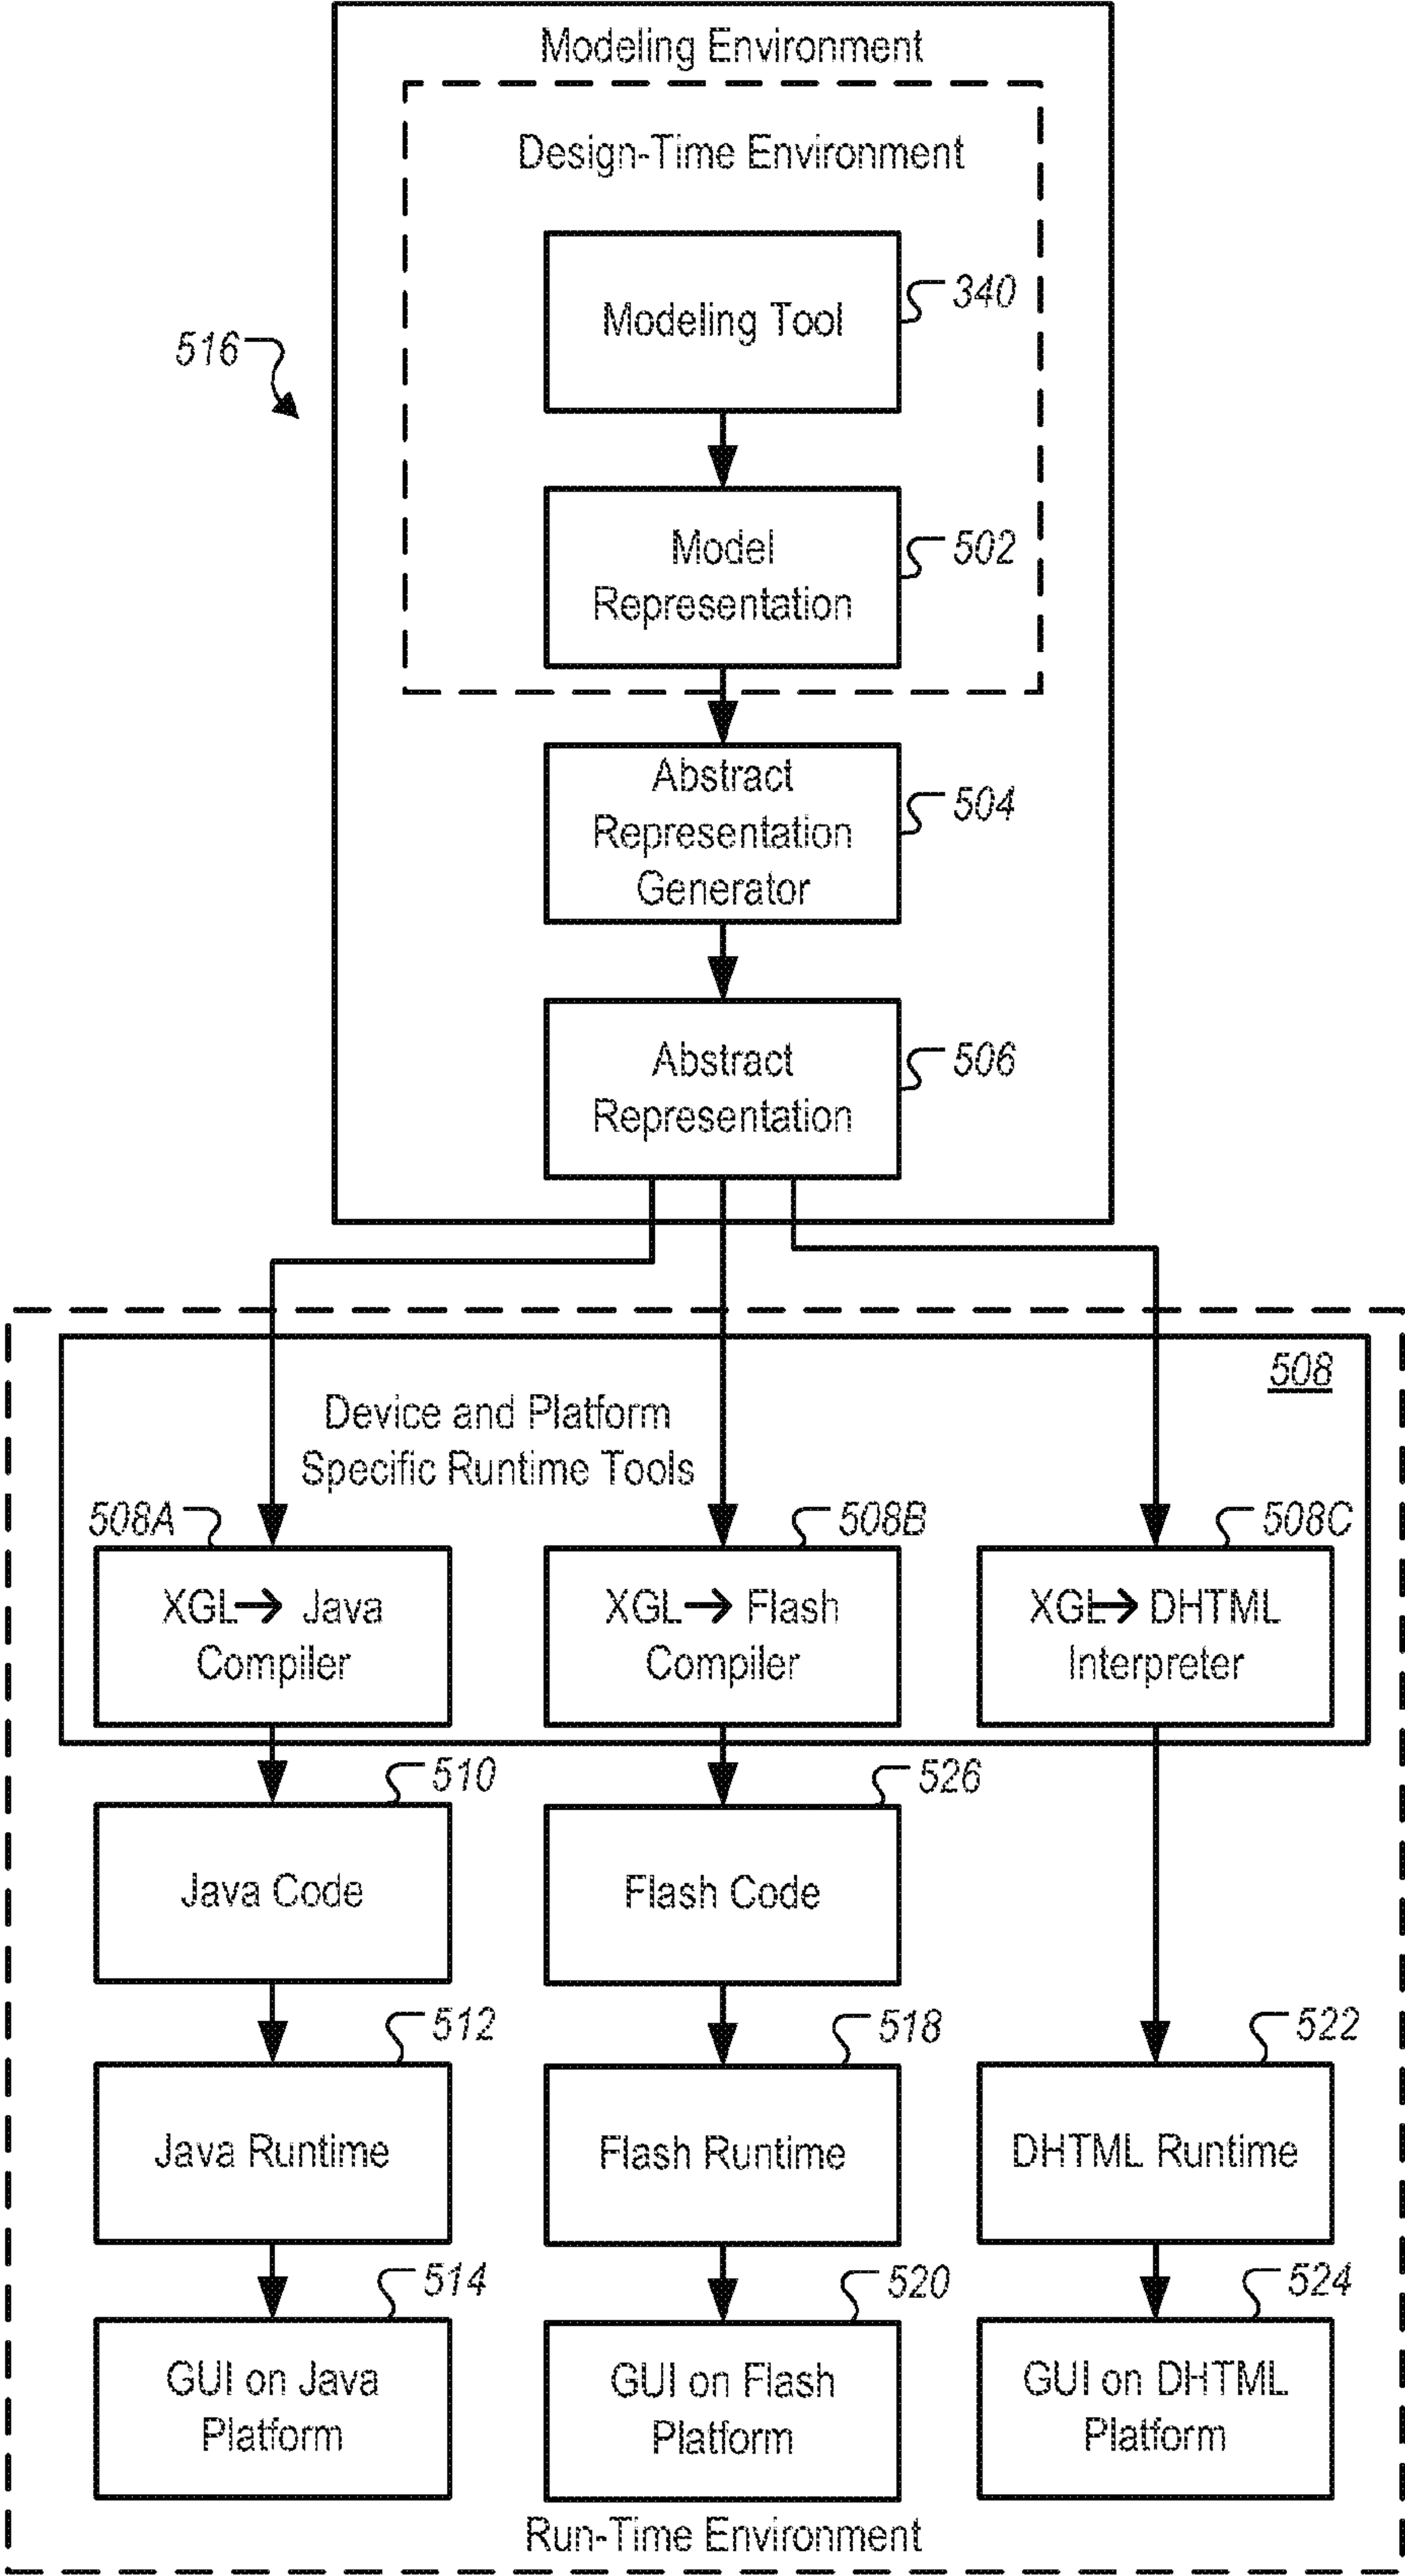 Modeling Environment
Design-Time Environment
Modeling Tool
340
516
Model
Representation
502
Abstract
Representation
Generator
504
Abstract
Representation
506
508
Device and Platform
Specific Runtime Tools
508A
508B
508C
XGL→ Java
Compiler
XGL→ Flash
Compiler
XGL→ DHTML
Interpreter
510
526
Java Code
Flash Code
512
518
522
Java Runtime
Flash Runtime
DHTML Runtime
514
520
524
GUI on Java
Platform
GUI on Flash
Platform
GUI on DHTML
Platform
Run-Time Environment